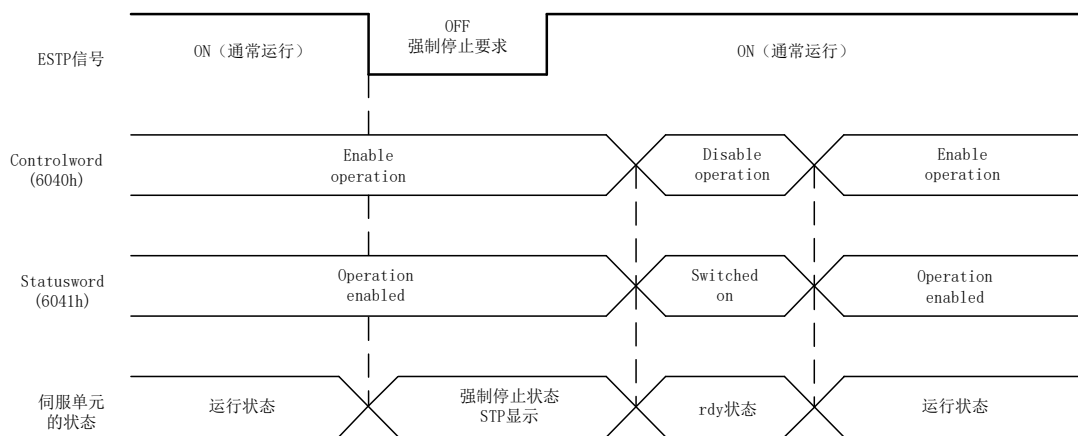 ESTP信号
ON（通常运行）
OFF
强制停止要求
ON（通常运行）
Controlword
(6040h)
Enable
operation
Disable
operation
Enable
operation
Statusword
(6041h)
Operation
enabled
Switched
on
Operation
enabled
伺服单元
的状态
运行状态
强制停止状态
STP显示
rdy状态
运行状态